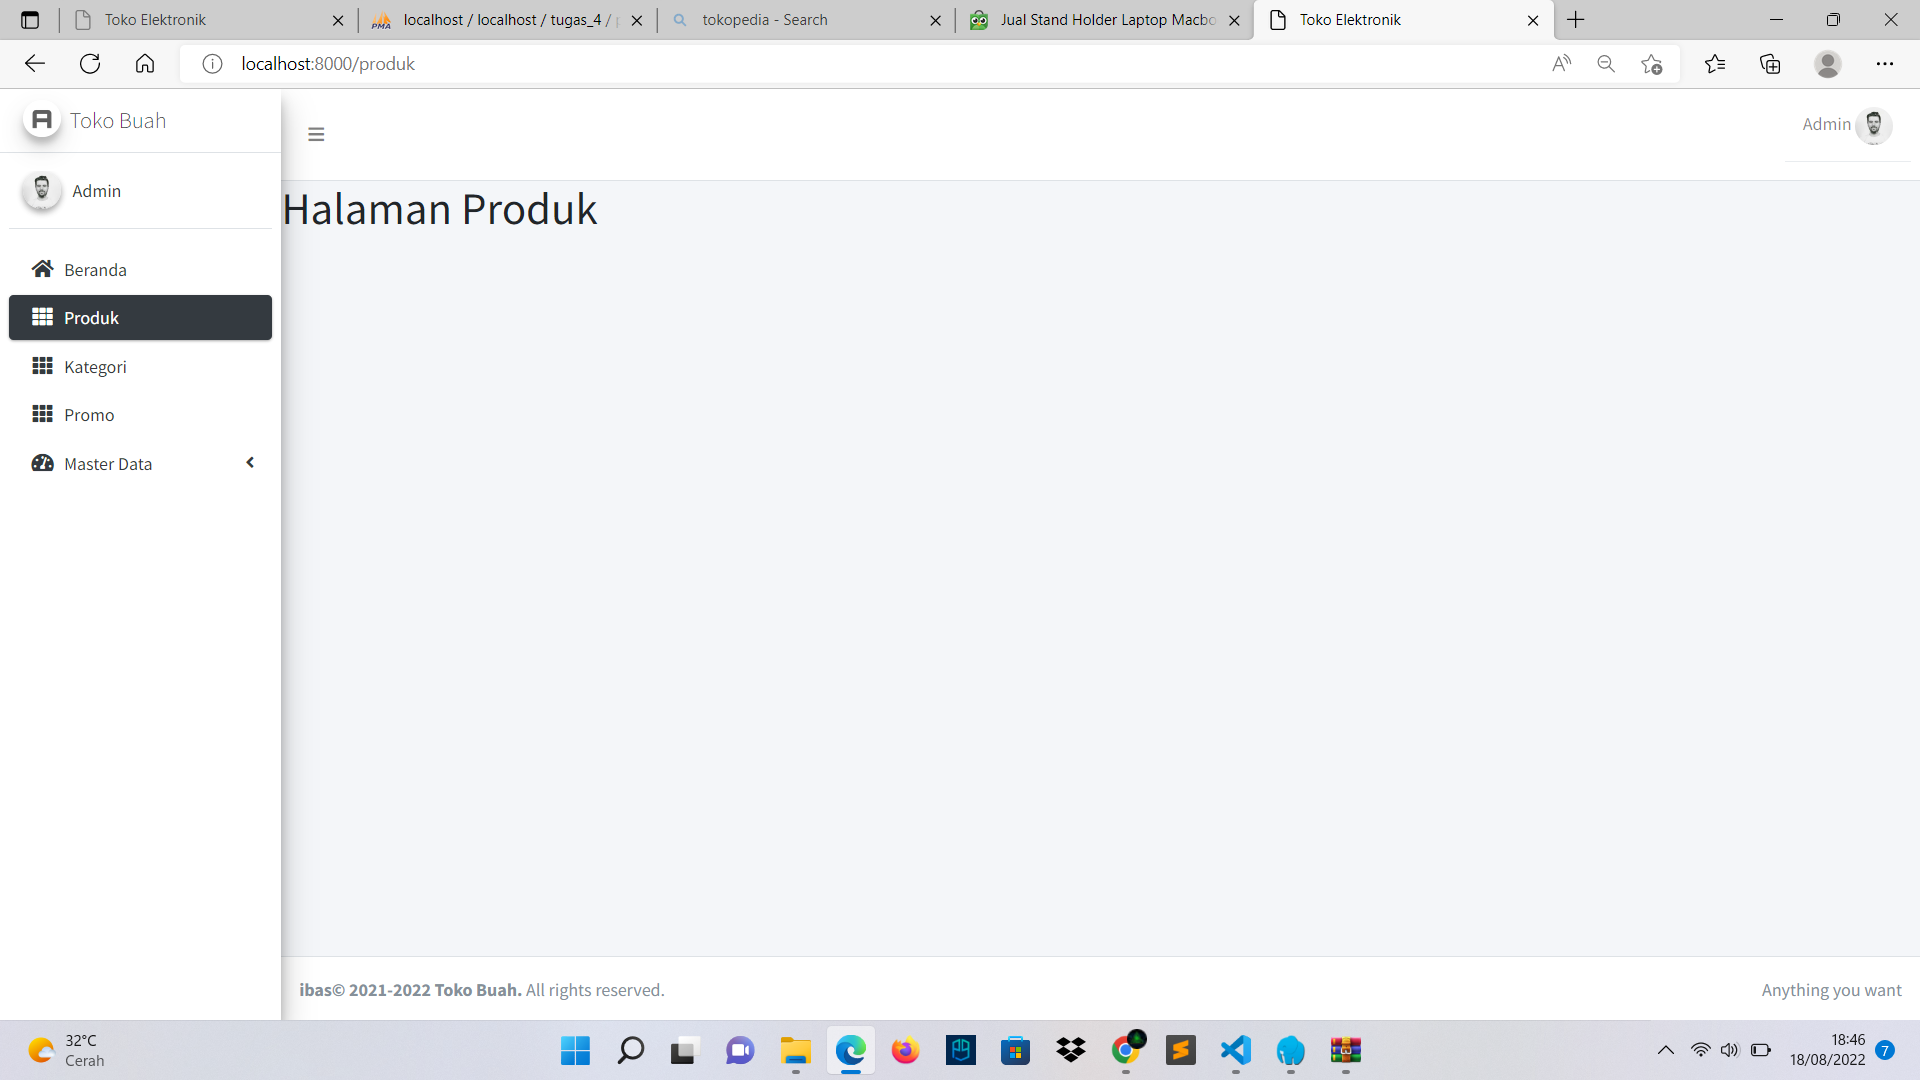 Toko Elektronik
localhost / localhost / tugas_4 /
tokopedia - Search
Jual Stand Holder Laptop Macbo
Toko Elektronik
localhost:8000/produk
Toko Buah
Admin
Admin
Halaman Produk
Beranda
Produk
Kategori
Promo
Master Data
ibas© 2021-2022 Toko Buah. All rights reserved.
Anything you want
32°C
Cerah
18:46
18/08/2022
7